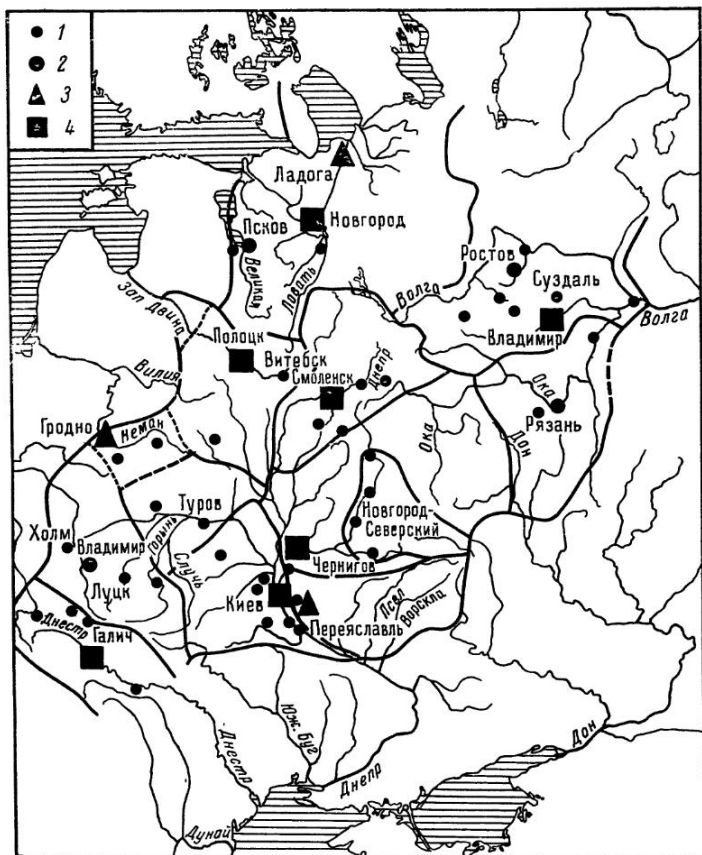 1
2
3
4
Ладога
Новгород
Псков
Великая
Ловать
Ростов
Суздаль
Волга
Волга
Владимир
Зап Двина
Полоцк
Витебск
Смоленск
Днепр
Вилия
Ока
Рязань
Гродно
Неман
Ока
Дон
Туров
Новгород-
Северский
Холм
Владимир
Горынь
Случь
Чернигов
Луцк
Киев
Псел
Ворскла
Переяславль
Днестр
Галич
Юж. Буг
Днестр
Днепр
Дон
Дунай